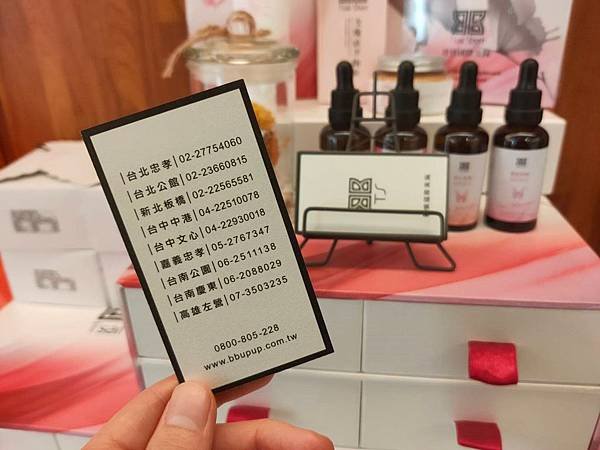 |台北忠孝|02-27754060
|台北公館|02-23660815
|新北板橋|02-22565581
|台中中港|04-22510078
|台中文心|04-22930018
|嘉義忠孝|05-2767347
|台南公園|06-2511138
|台南慶東|06-2088029
|高雄左營|07-3503235
0800-805-228
www.bbupup.com.tw